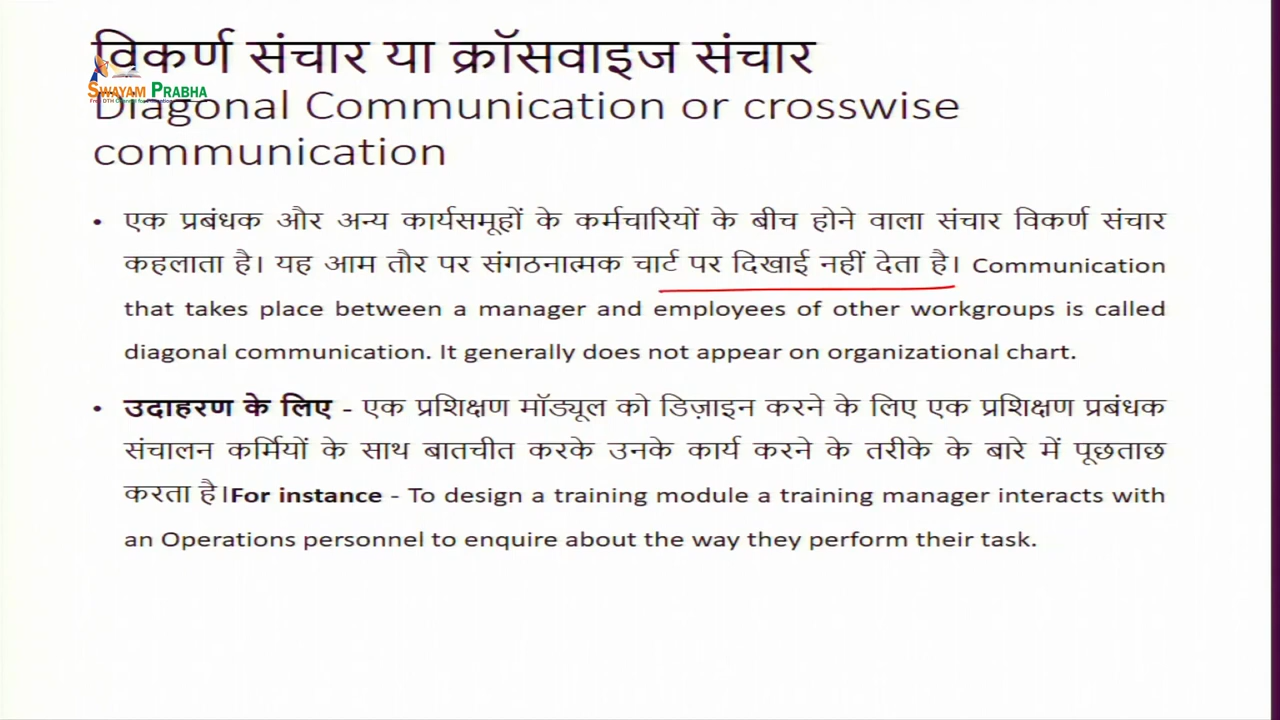 विकर्ण संचार या क्रॉसवाइज संचार
SWAYAM PRABHA
Diagonal Communication or crosswise
communication
• एक प्रबंधक और अन्य कार्यसमूहों के कर्मचारियों के बीच होने वाला संचार विकर्ण संचार
कहलाता है। यह आम तौर पर संगठनात्मक चार्ट पर दिखाई नहीं देता है। Communication
that takes place between a manager and employees of other workgroups is called
diagonal communication. It generally does not appear on organizational chart.
• उदाहरण के लिए - एक प्रशिक्षण मॉड्यूल को डिज़ाइन करने के लिए एक प्रशिक्षण प्रबंधक
संचालन कर्मियों के साथ बातचीत करके उनके कार्य करने के तरीके के बारे में पूछताछ
करता है।For instance - To design a training module a training manager interacts with
an Operations personnel to enquire about the way they perform their task.